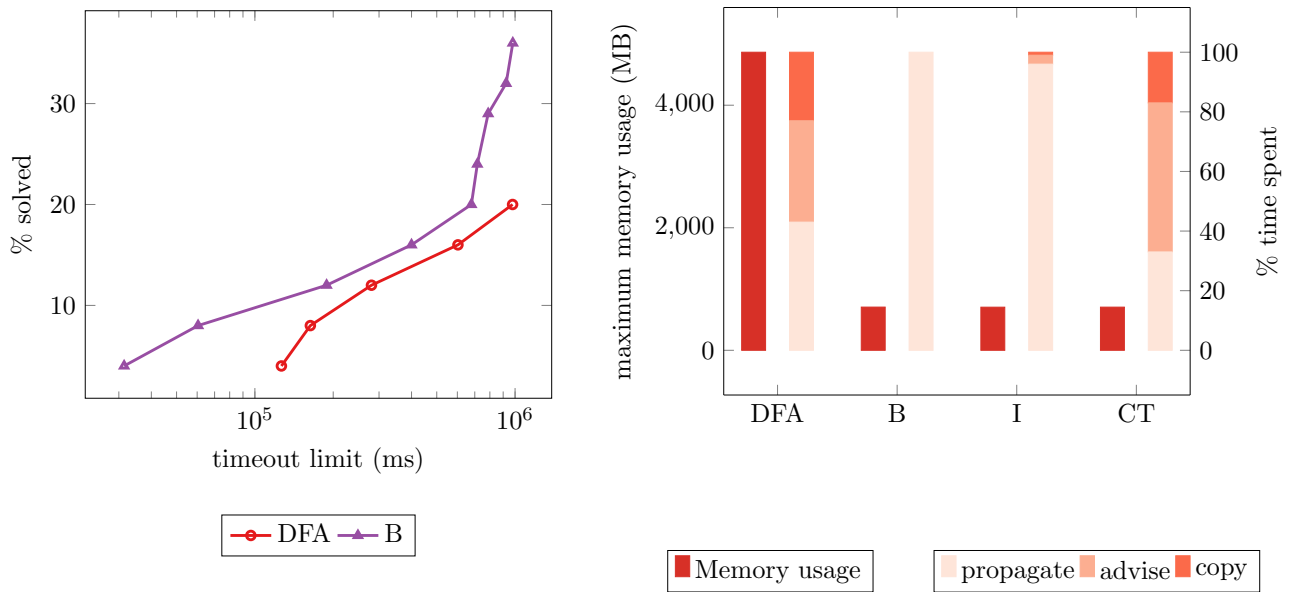 % solved
30
20
10
10^5
10^6
timeout limit (ms)
DFA
B
maximum memory usage (MB)
4,000
2,000
0
100
80
60
40
20
0
% time spent
DFA
B
I
CT
Memory usage
propagate
advise
copy